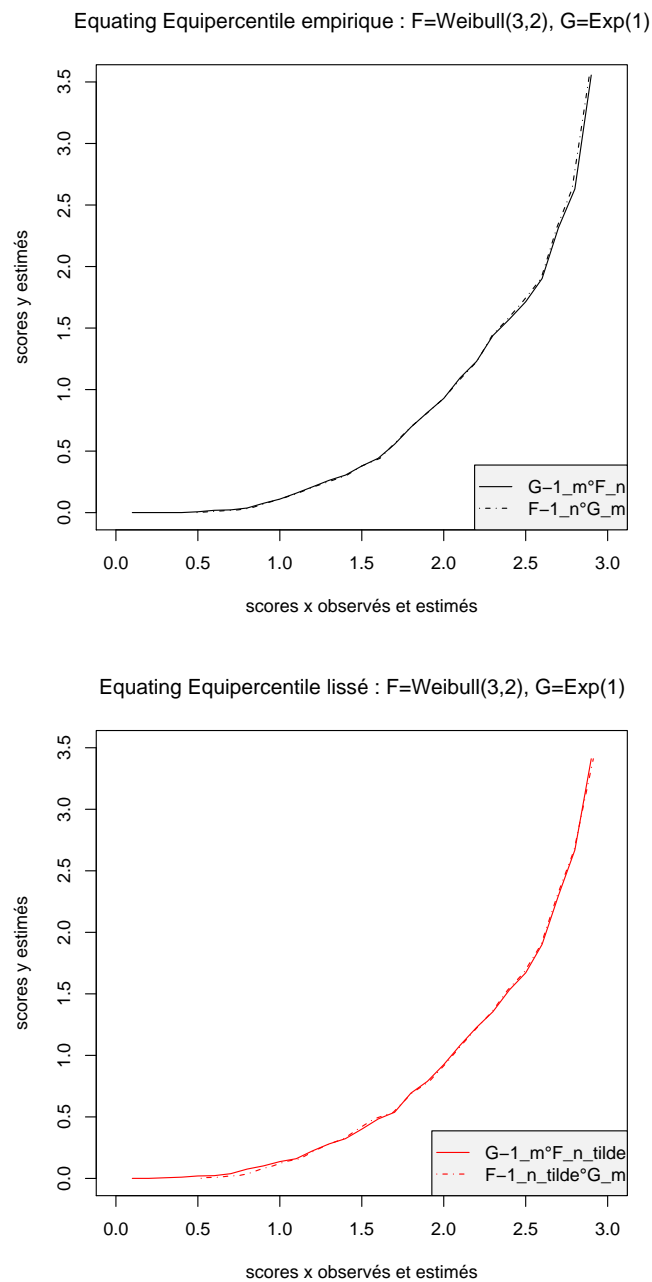 Equating Equipercentile empirique : F=Weibull(3,2), G=Exp(1)
scores y estimés
3.5
3.0
2.5
2.0
1.5
1.0
0.5
0.0
G−1_m°F_n
F−1_n°G_m
0.0 0.5 1.0 1.5 2.0 2.5 3.0
scores x observés et estimés
Equating Equipercentile lissé : F=Weibull(3,2), G=Exp(1)
scores y estimés
3.5
3.0
2.5
2.0
1.5
1.0
0.5
0.0
G−1_m°F_n_tilde
F−1_n_tilde°G_m
0.0 0.5 1.0 1.5 2.0 2.5 3.0
scores x observés et estimés